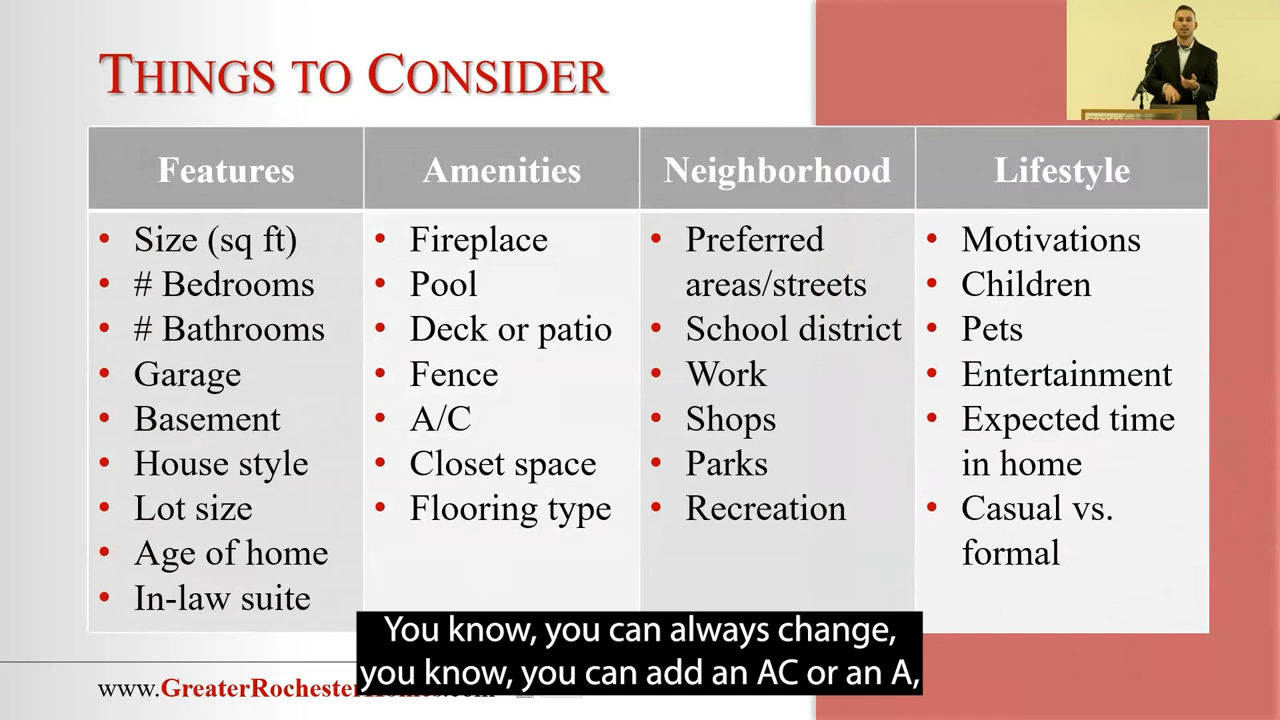 THINGS TO CONSIDER
Features
Amenities
Neighborhood
Lifestyle
• Size (sq ft)
• # Bedrooms
• # Bathrooms
• Garage
• Basement
• House style
• Lot size
• Age of home
• In-law suite
• Fireplace
• Pool
• Deck or patio
• Fence
• A/C
• Closet space
• Flooring type
• Preferred
areas/streets
• School district
• Work
• Shops
• Parks
• Recreation
• Motivations
• Children
• Pets
• Entertainment
• Expected time
in home
• Casual vs.
formal
You know, you can always change,
you know, you can add an AC or an A,
www.GreaterRochesterHomes.com